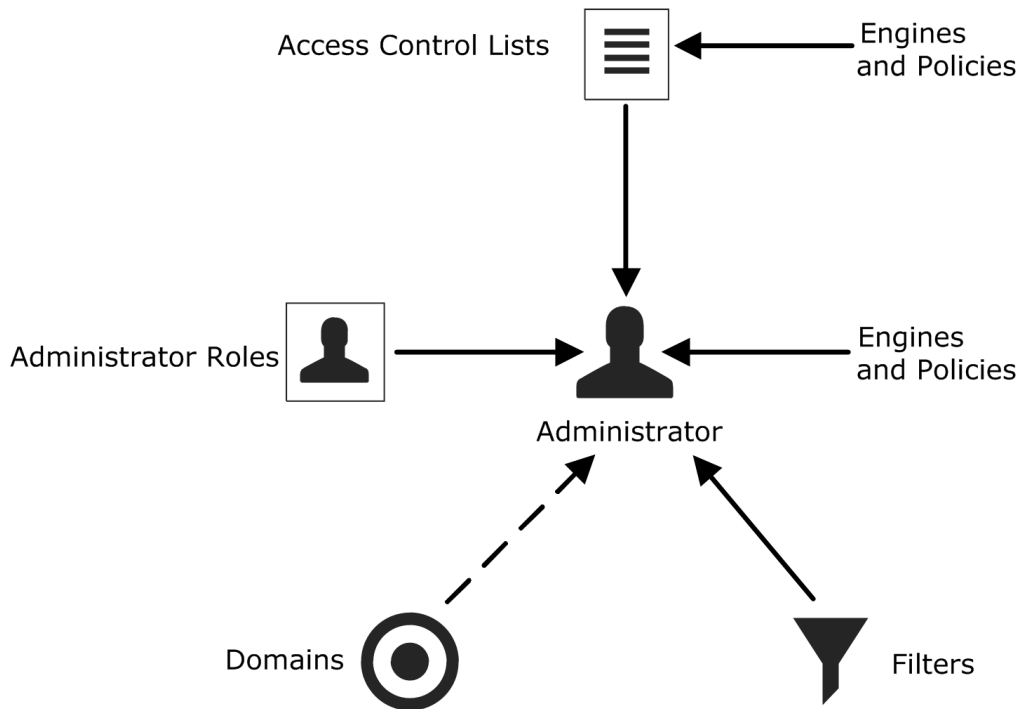 Access Control Lists
Engines
and Policies
Administrator Roles
Engines
and Policies
Administrator
Domains
Filters